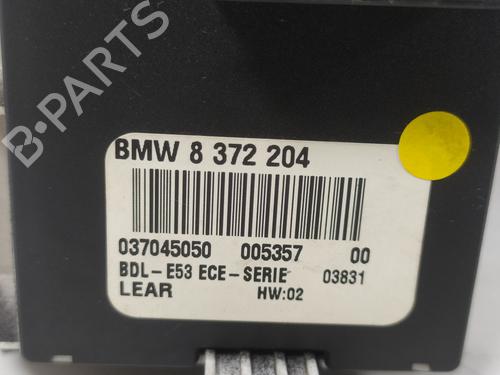 BMW 8 372 204
037045050 005357 00
BDL-E53 ECE-SERIE 03831
LEAR HW:02
B-PARTS